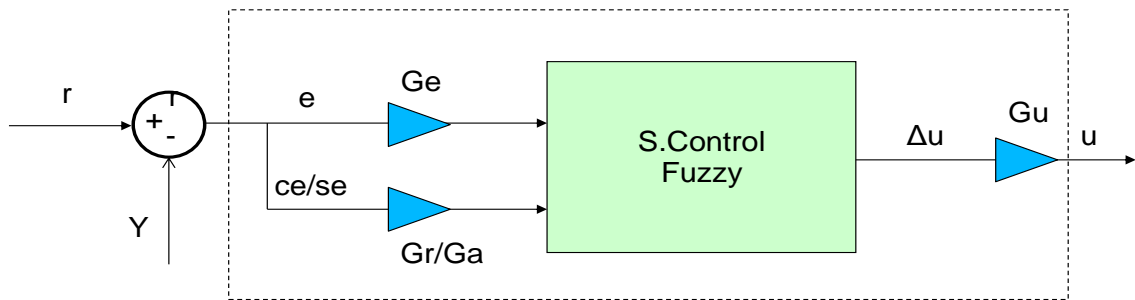 r
+
-
Y
e
Ge
ce/se
Gr/Ga
S.Control
Fuzzy
Δu
Gu
u